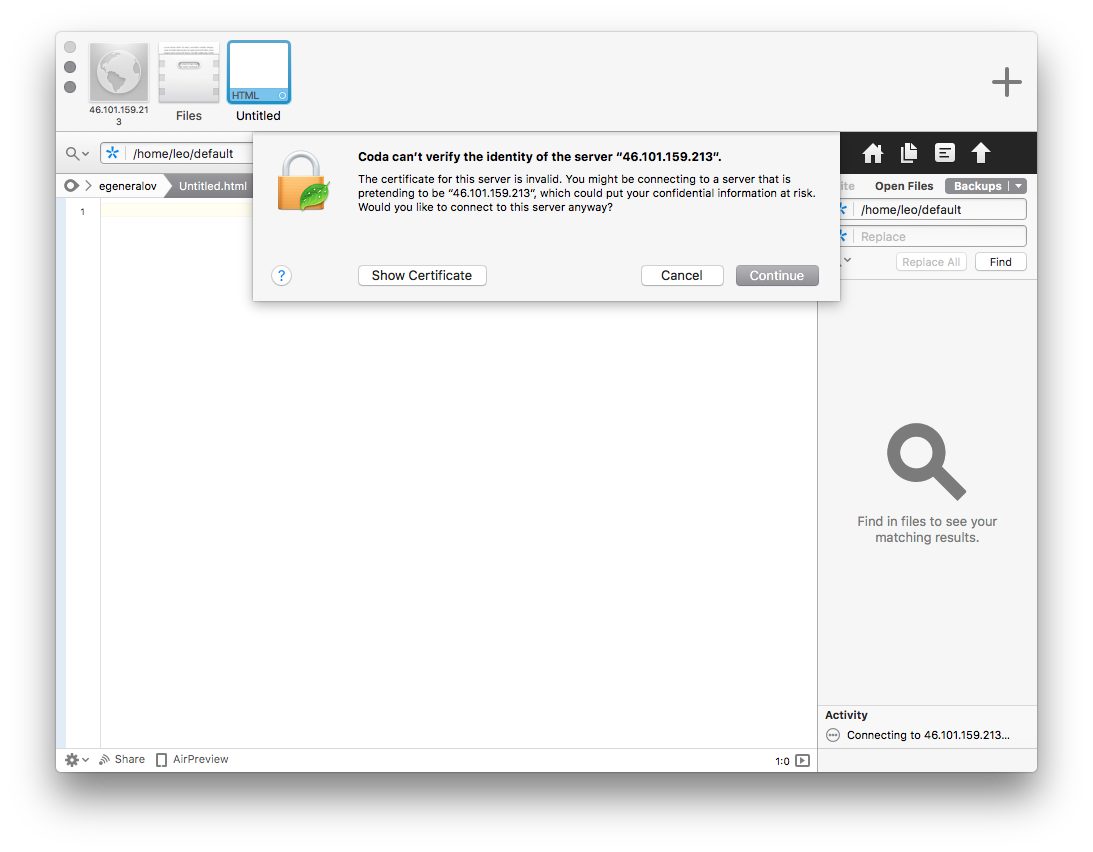 46.101.159.21
3
Files
HTML
Untitled
/home/leo/default
egeneralov
Untitled.html
1
Coda can’t verify the identity of the server “46.101.159.213”.
The certificate for this server is invalid. You might be connecting to a server that is
pretending to be “46.101.159.213”, which could put your confidential information at risk.
Would you like to connect to this server anyway?
?
Show Certificate
Cancel
Continue
ite
Open Files
Backups
/home/leo/default
Replace
Replace All
Find
Find in files to see your
matching results.
Activity
Connecting to 46.101.159.213...
Share
AirPreview
1:0